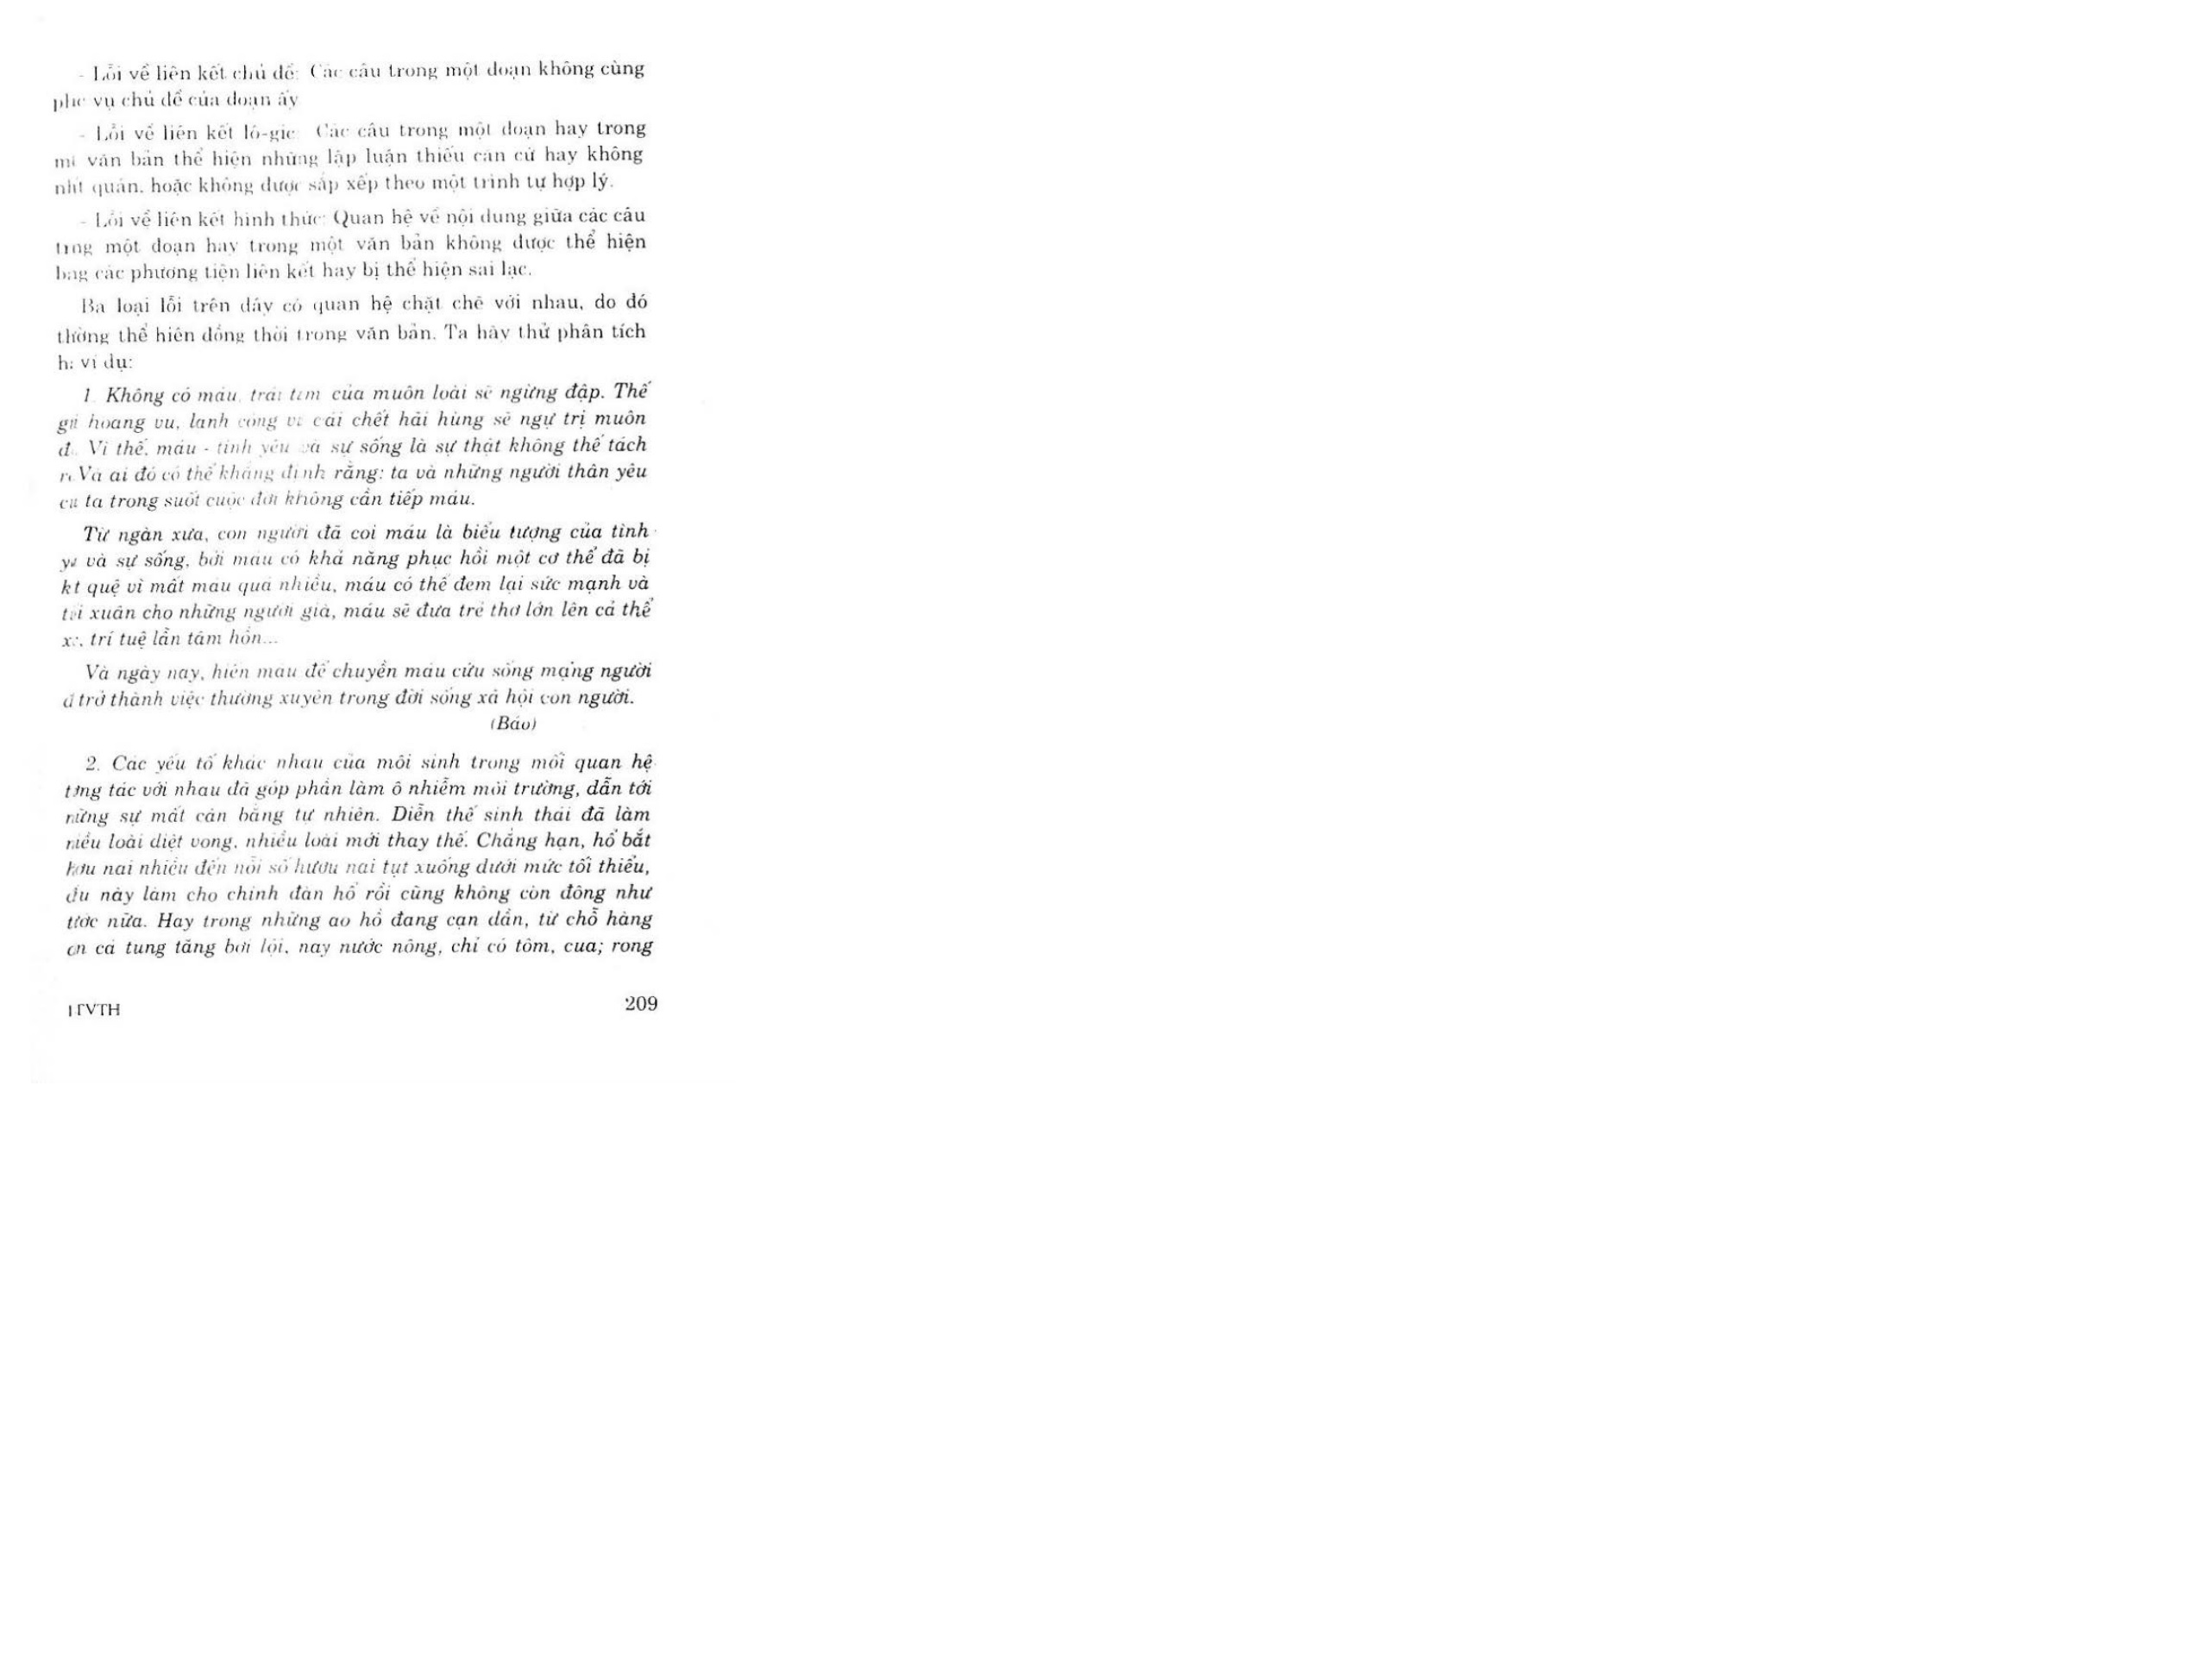 - Lỗi về liên kết chủ đề: Các câu trong một đoạn không cùng
vụ chủ đề của đoạn ấy
- Lỗi về liên kết lô-gíc Các câu trong một đoạn hay trong
văn bản thể hiện những lập luận thiếu căn cứ hay không
quán, hoặc không được sắp xếp theo một trình tự hợp lý.
- Lỗi về liên kết hình thức: Quan hệ về nội dung giữa các câu
một đoạn hay trong một văn bản không được thể hiện
các phương tiện liên kết hay bị thể hiện sai lạc.
Ba loại lỗi trên đây có quan hệ chặt chẽ với nhau, do đó
thường thể hiện đồng thời trong văn bản. Ta hãy thử phân tích
ví dụ:
1. Không có máu, trái tim của muôn loài sẽ ngừng đập. Thế
hoang vu, lạnh cóng và cái chết hãi hùng sẽ ngự trị muôn
Vì thế, máu - tình yêu và sự sống là sự thật không thể tách
Và ai đó có thể khẳng định rằng: ta và những người thân yêu
ta trong suốt cuộc đời không cần tiếp máu.
Từ ngàn xưa, con người đã coi máu là biểu tượng của tình
và sự sống, bởi máu có khả năng phục hồi một cơ thể đã bị
quệ vì mất máu quá nhiều, máu có thể đem lại sức mạnh và
xuân cho những người già, máu sẽ đưa trẻ thơ lớn lên cả thể
trí tuệ lẫn tâm hồn...
Và ngày nay, hiến máu để chuyền máu cứu sống mạng người
trở thành việc thường xuyên trong đời sống xã hội con người.
(Báo)
2. Các yếu tố khác nhau của môi sinh trong mối quan hệ
tác với nhau đã góp phần làm ô nhiễm môi trường, dẫn tới
sự mất cân bằng tự nhiên. Diễn thế sinh thái đã làm
loài diệt vong, nhiều loài mới thay thế. Chẳng hạn, hổ bắt
nai nhiều đến nỗi số hươu nai tụt xuống dưới mức tối thiểu,
này làm cho chính đàn hổ rồi cũng không còn đông như
nữa. Hay trong những ao hồ đang cạn dần, từ chỗ hàng
cá tung tăng bơi lội, nay nước nông, chỉ có tôm, cua; rong
209